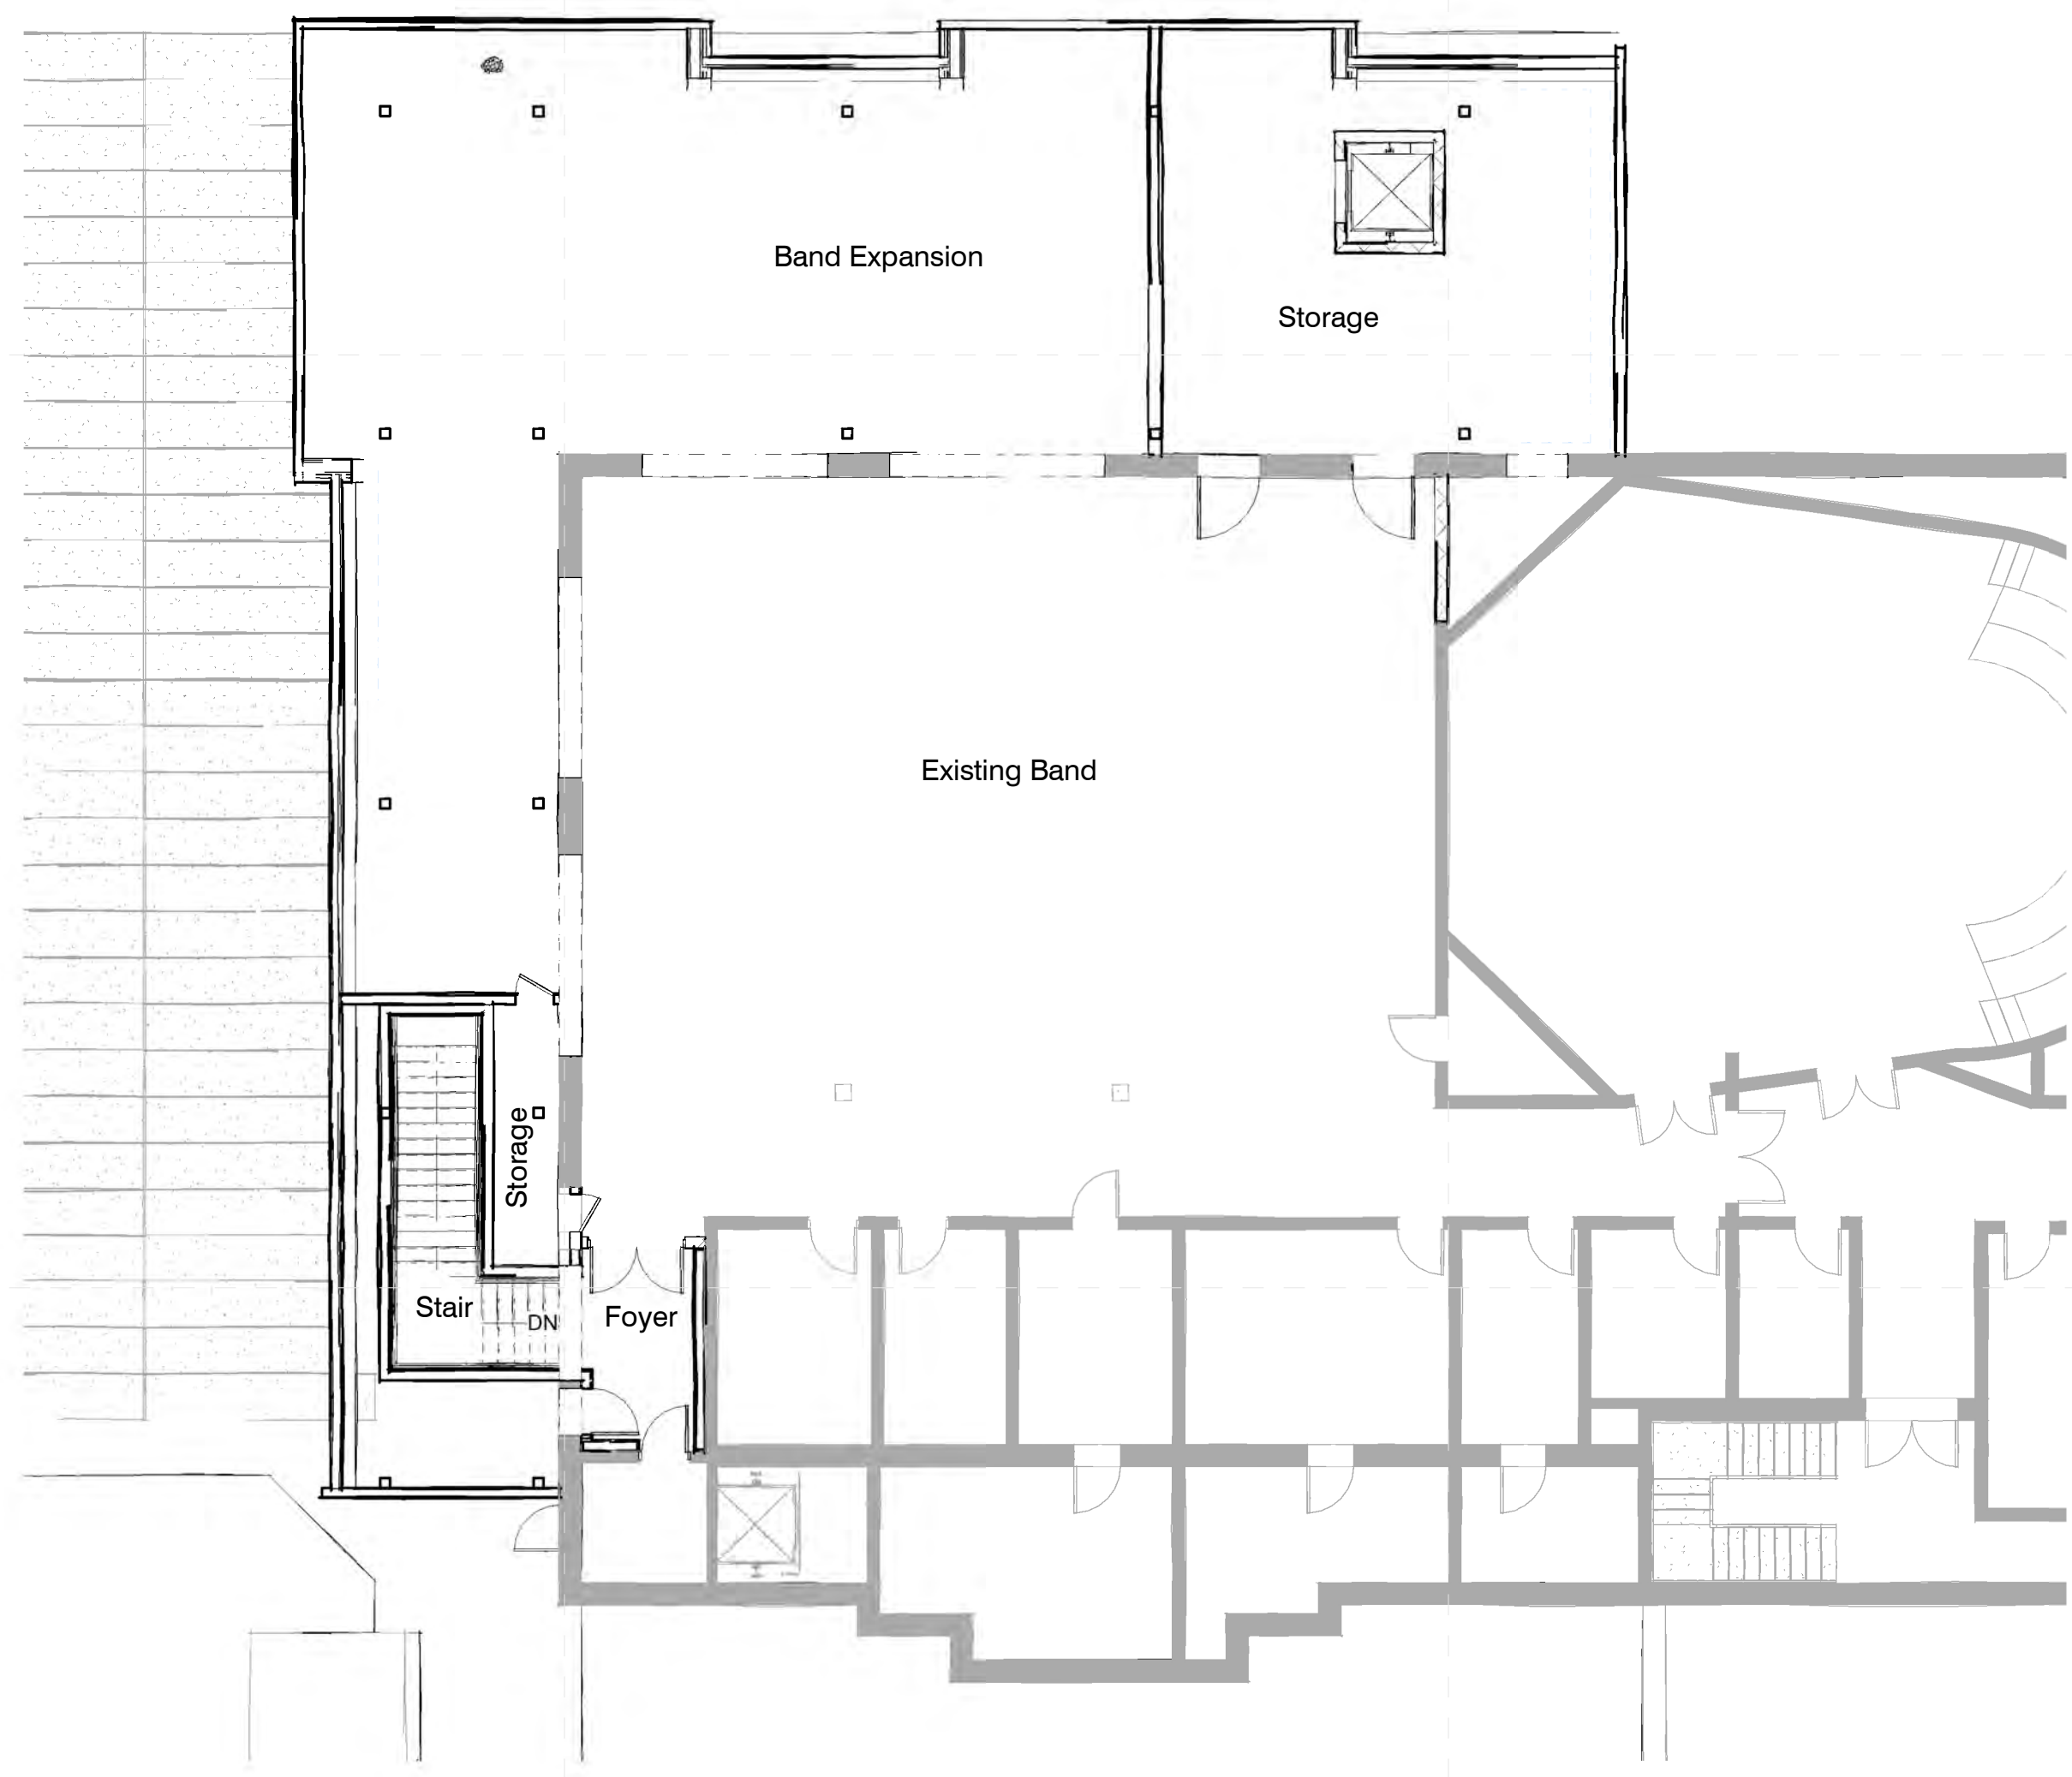 Band Expansion
Storage
Existing Band
Storage
Stair
DN
Foyer